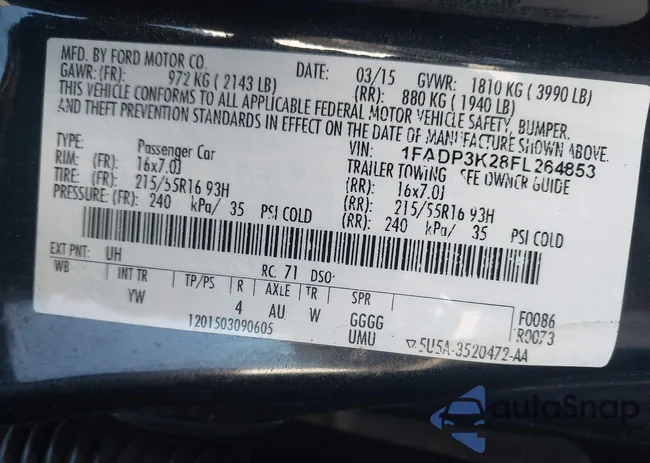 MFD. BY FORD MOTOR CO.
DATE: 03/15 GVWR: 1810 KG ( 3990 LB)
GAWR:(FR): 972 KG ( 2143 LB) (RR): 880 KG ( 1940 LB)
THIS VEHICLE CONFORMS TO ALL APPLICABLE FEDERAL MOTOR VEHICLE SAFETY, BUMPER,
AND THEFT PREVENTION STANDARDS IN EFFECT ON THE DATE OF MANUFACTURE SHOWN ABOVE.
VIN: 1FADP3K28FL264853
TYPE: Passenger Car TRAILER TOWING - SEE OWNER GUIDE
RIM: (FR): 16x7.0J (RR): 16x7.0J
TIRE: (FR): 215/55R16 93H (RR): 215/55R16 93H
PRESSURE: (FR): 240 kPa/ 35 PSI COLD (RR): 240 kPa/ 35 PSI COLD
EXT PNT: UH RC: 71 DSO:
WB INT TR TP/PS R AXLE TR SPR
YW 4 AU W GGGG
F0086
1201503090605 UMU
R0073
5U5A-3520472-AA
autoSnap